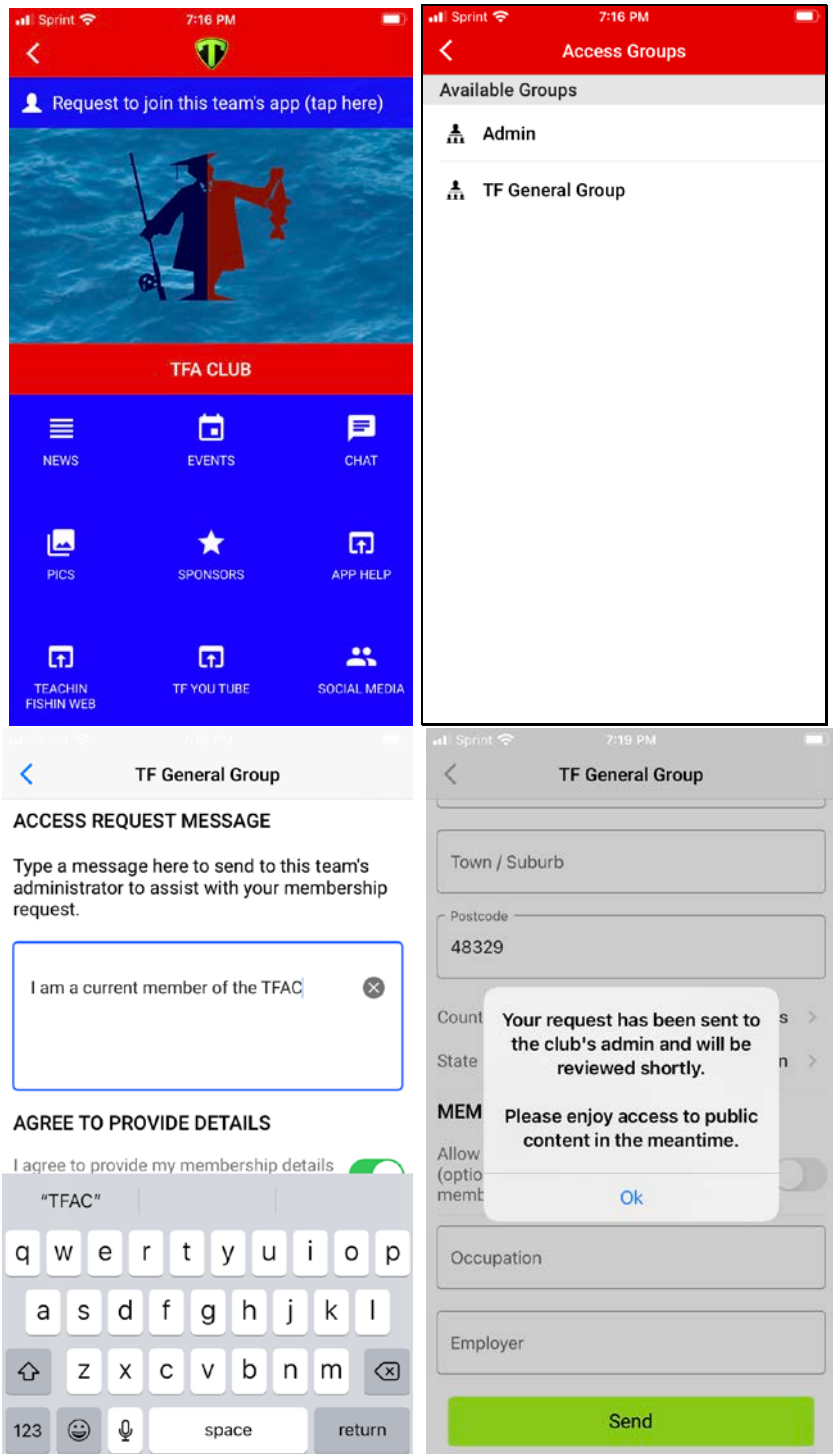 Sprint 7:16 PM
T
Request to join this team's app (tap here)
TFA CLUB
NEWS EVENTS CHAT
PICS SPONSORS APP HELP
TEACHIN FISHIN WEB TF YOU TUBE SOCIAL MEDIA
Sprint 7:16 PM
Access Groups
Available Groups
Admin
TF General Group
TF General Group
ACCESS REQUEST MESSAGE
Type a message here to send to this team's
administrator to assist with your membership
request.
I am a current member of the TFAC
AGREE TO PROVIDE DETAILS
I agree to provide my membership details
"TFAC"
q w e r t y u i o p
a s d f g h j k l
z x c v b n m
123 space return
Sprint 7:19 PM
TF General Group
Town / Suburb
Postcode
48329
Count s
State n
Your request has been sent to
the club's admin and will be
reviewed shortly.
Please enjoy access to public
content in the meantime.
Ok
MEM
Allow
(optio
memb
Occupation
Employer
Send